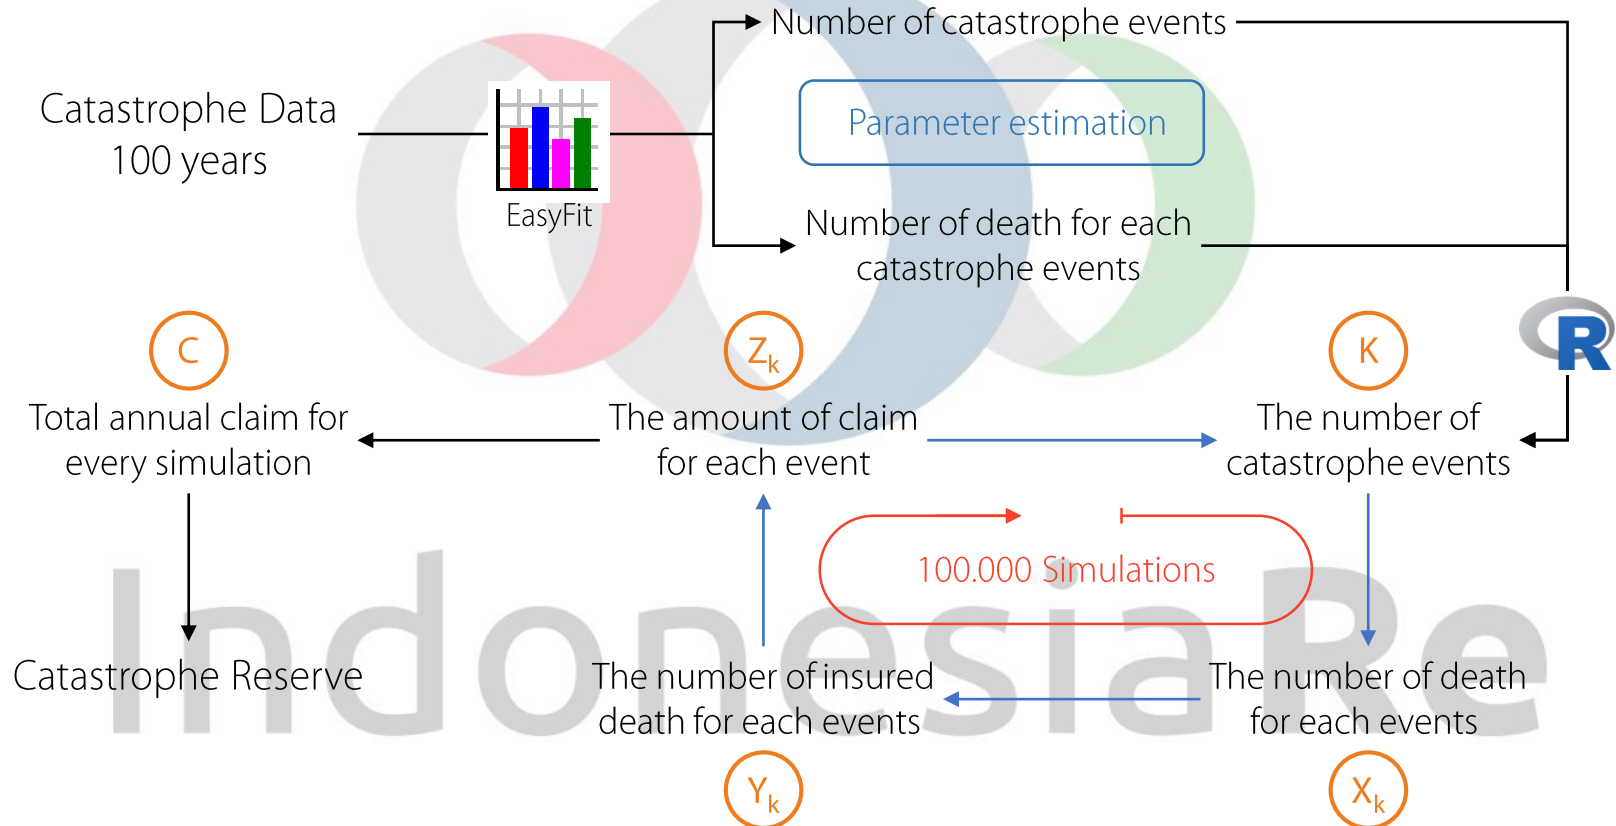 Number of catastrophe events
Catastrophe Data
100 years
Parameter estimation
EasyFit
Number of death for each
catastrophe events
R
C
Z_k
K
Total annual claim for
every simulation
The amount of claim
for each event
The number of
catastrophe events
100.000 Simulations
Catastrophe Reserve
The number of insured
death for each events
The number of death
for each events
Y_k
X_k
IndonesiaRe